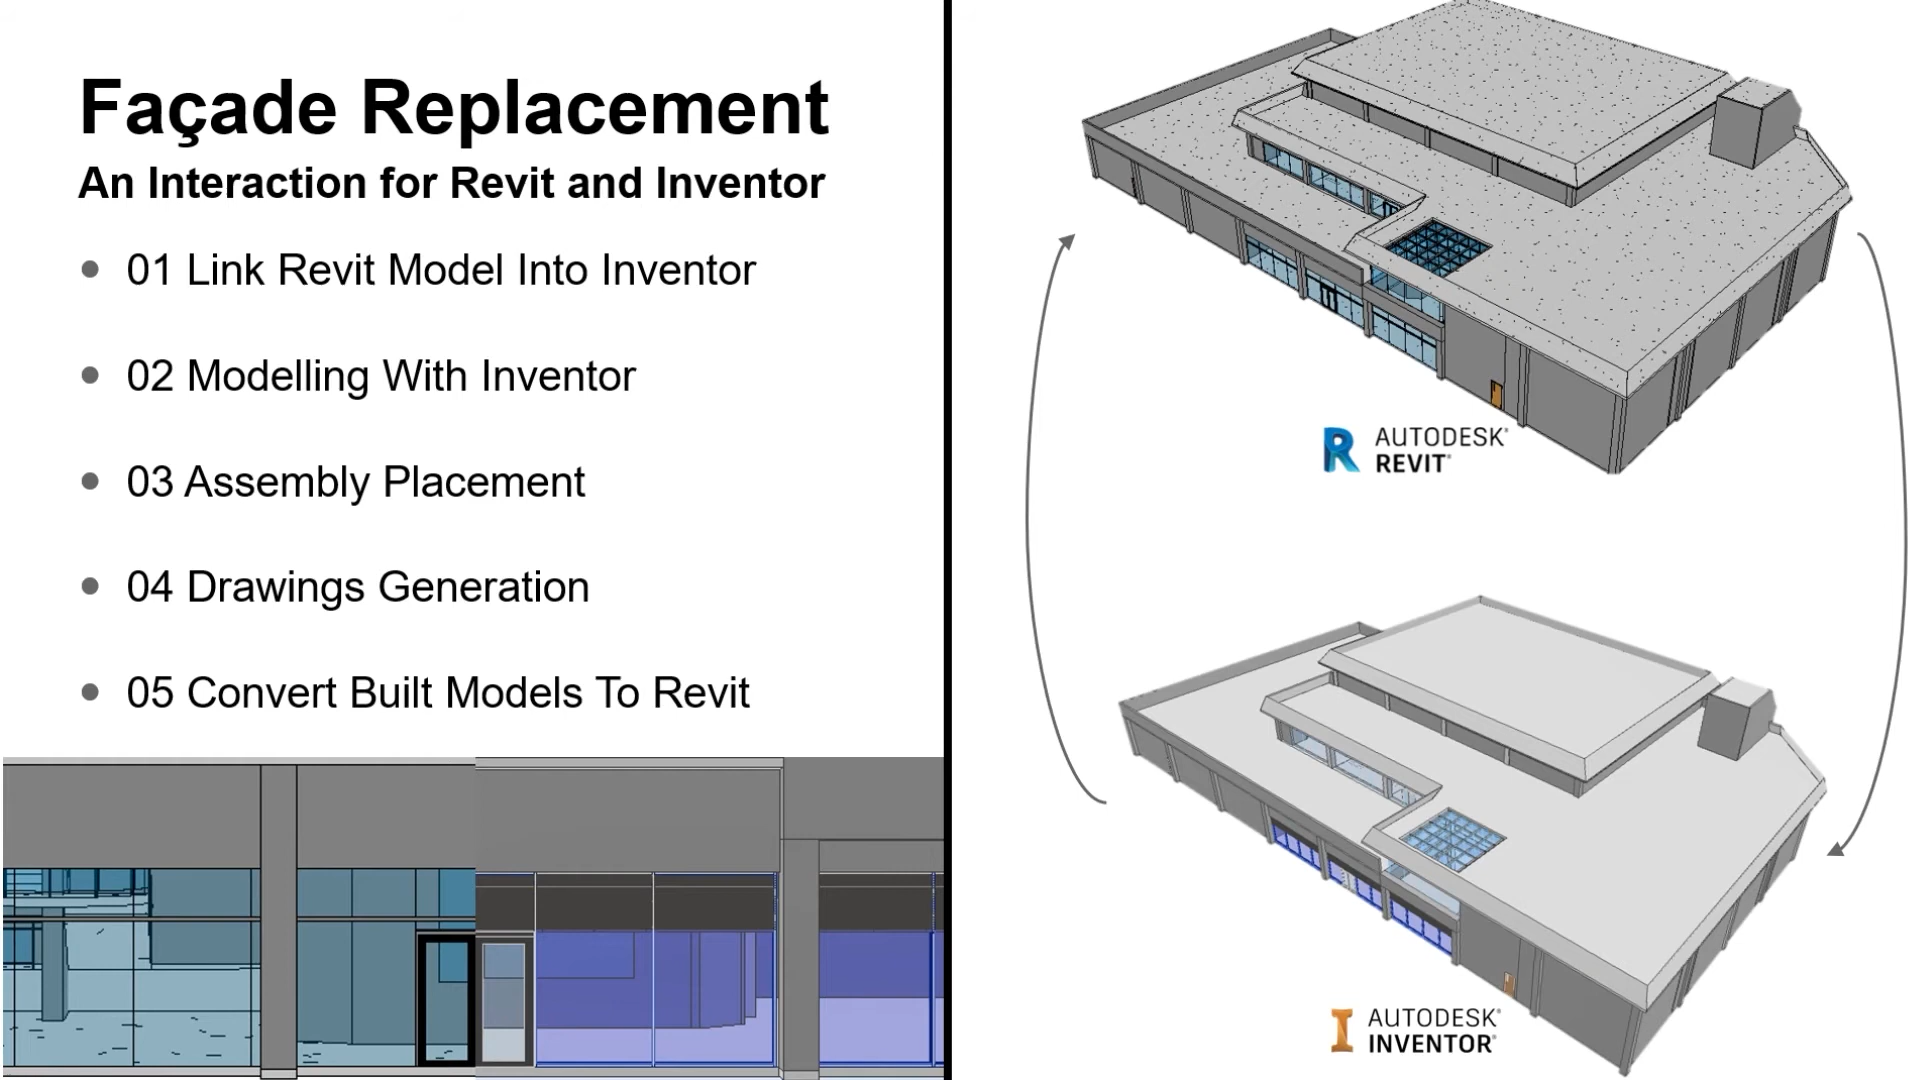 Façade Replacement
An Interaction for Revit and Inventor
• 01 Link Revit Model Into Inventor
• 02 Modelling With Inventor
• 03 Assembly Placement
• 04 Drawings Generation
• 05 Convert Built Models To Revit
R AUTODESK®
REVIT®
I AUTODESK®
INVENTOR®